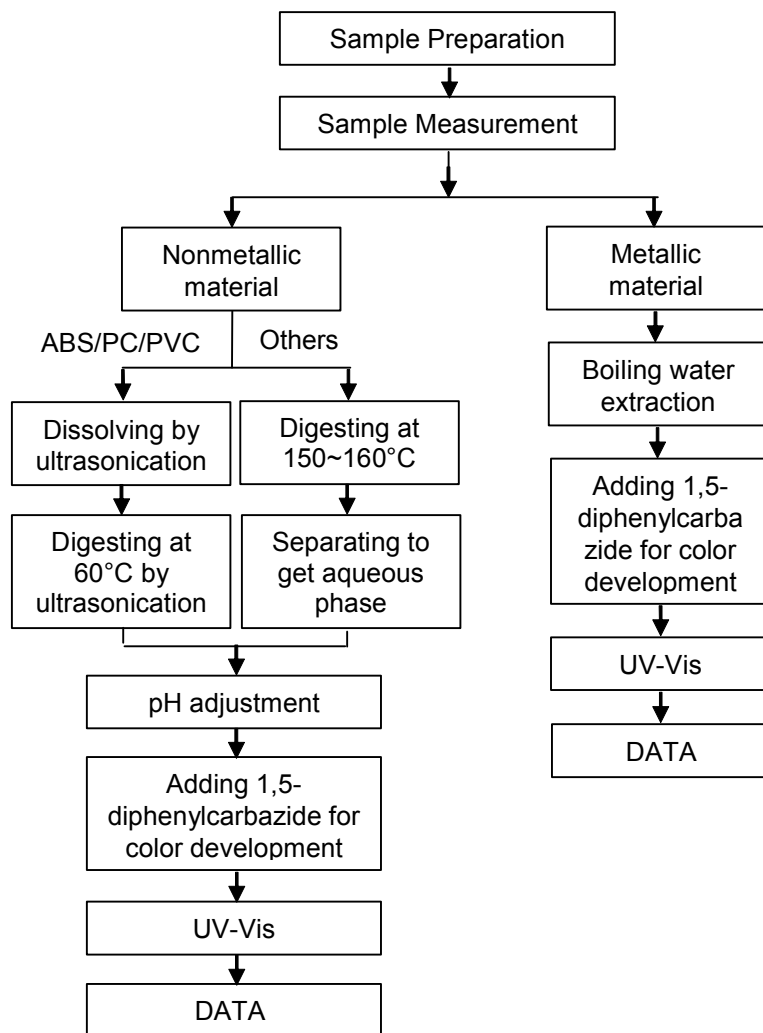 Sample Preparation
Sample Measurement
Nonmetallic
material
Metallic
material
ABS/PC/PVC
Others
Boiling water
extraction
Dissolving by
ultrasonication
Digesting at
150~160°C
Adding 1,5-
diphenylcarba
zide for color
development
Digesting at
60°C by
ultrasonication
Separating to
get aqueous
phase
UV-Vis
pH adjustment
DATA
Adding 1,5-
diphenylcarbazide for
color development
UV-Vis
DATA